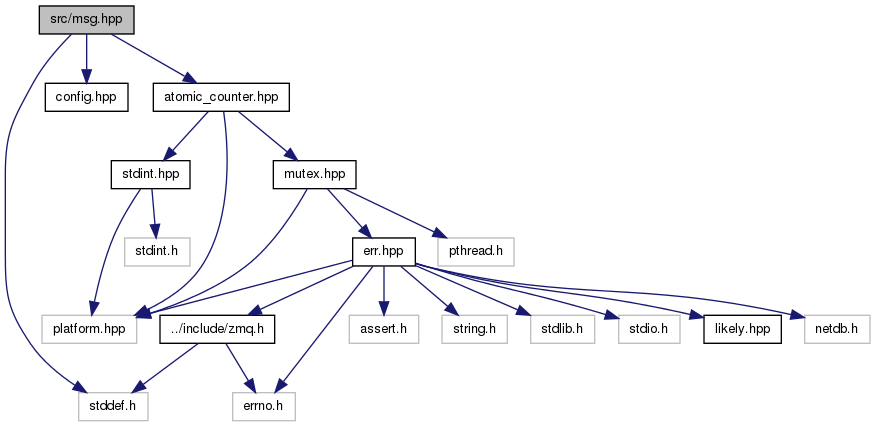 src/msg.hpp
config.hpp
atomic_counter.hpp
stdint.hpp
mutex.hpp
stdint.h
err.hpp
pthread.h
platform.hpp
../include/zmq.h
assert.h
string.h
stdlib.h
stdio.h
likely.hpp
netdb.h
stddef.h
errno.h